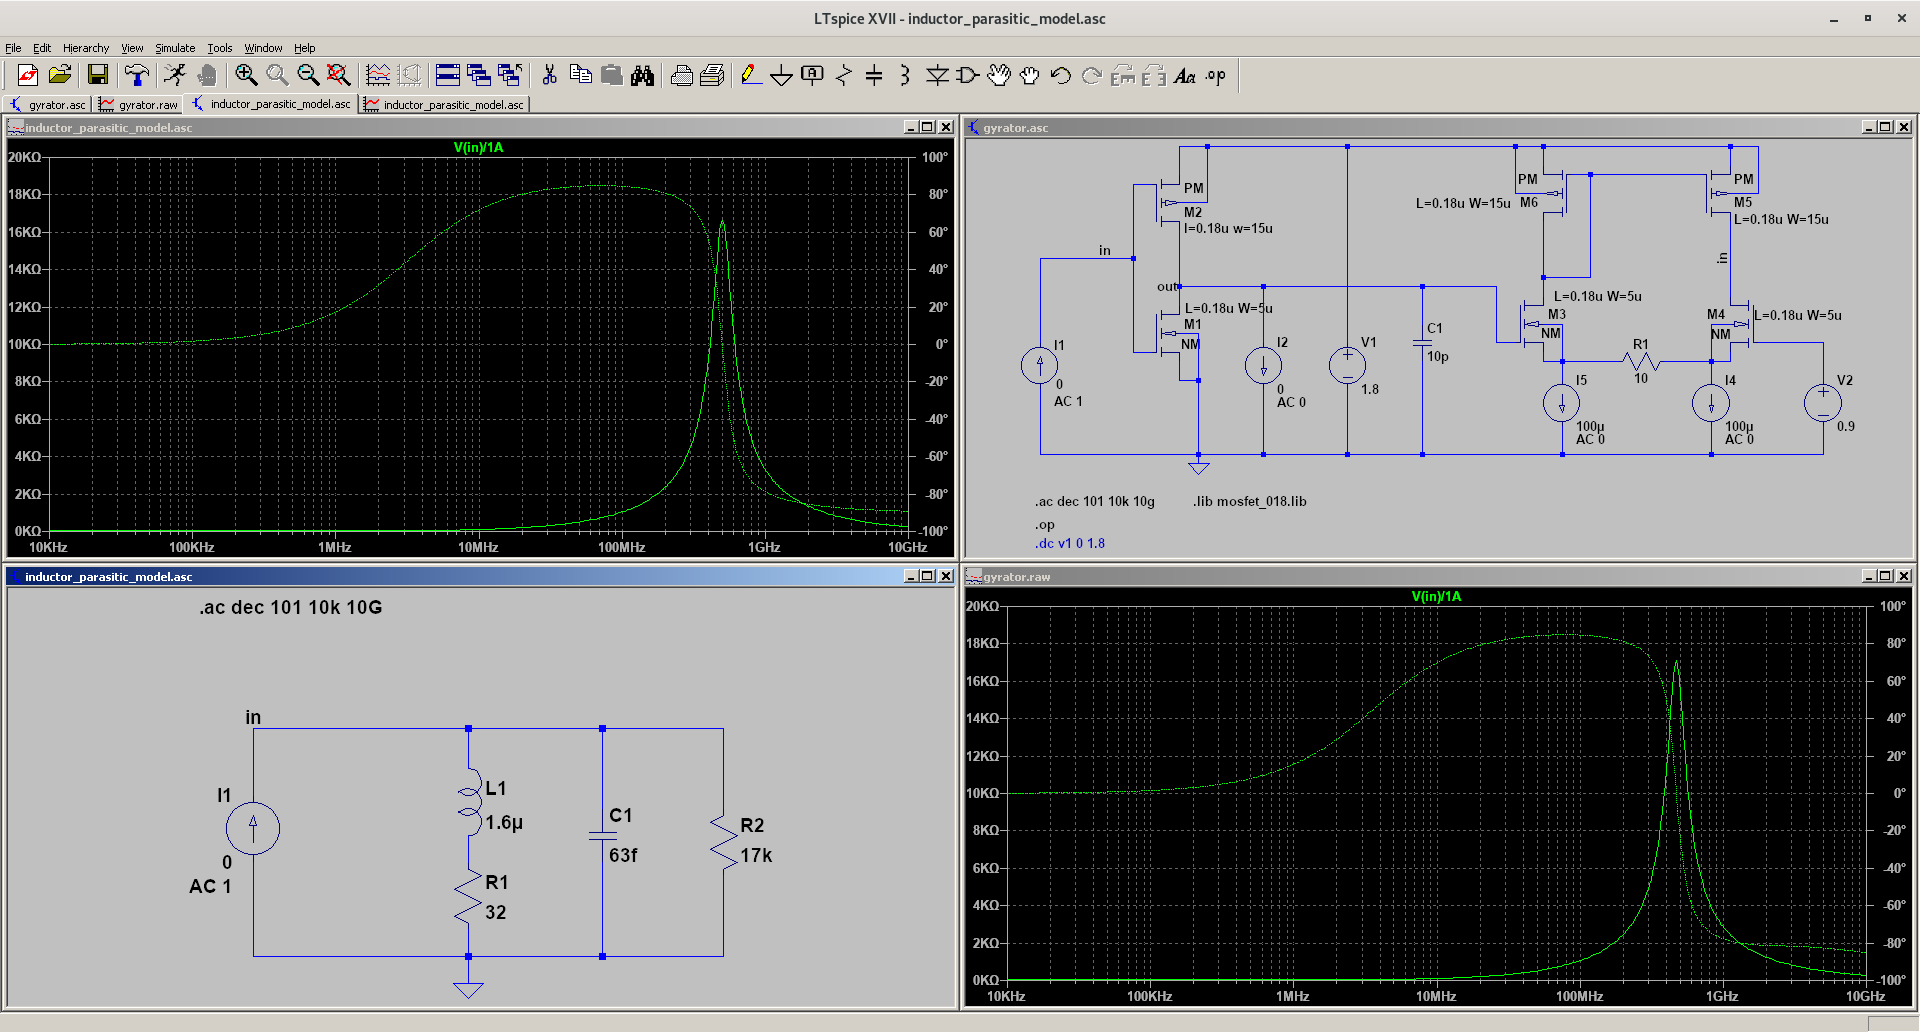 LTspice XVII - inductor_parasitic_model.asc
File Edit Hierarchy View Simulate Tools Window Help
.op
gyrator.asc gyrator.raw inductor_parasitic_model.asc inductor_parasitic_model.asc
inductor_parasitic_model.asc
V(in)/1A
20KΩ 100°
18KΩ 80°
16KΩ 60°
14KΩ 40°
12KΩ 20°
10KΩ 0°
8KΩ -20°
6KΩ -40°
4KΩ -60°
2KΩ -80°
0KΩ -100°
10KHz 100KHz 1MHz 10MHz 100MHz 1GHz 10GHz
gyrator.asc
PM
M2
l=0.18u w=15u
in
out
L=0.18u W=5u
M1
NM
I1
0
AC 1
I2
0
AC 0
V1
1.8
C1
10p
PM
M6
L=0.18u W=15u
PM
M5
L=0.18u W=15u
in
L=0.18u W=5u
M3
NM
M4
NM
L=0.18u W=5u
R1
10
I5
100µ
AC 0
I4
100µ
AC 0
V2
0.9
.ac dec 101 10k 10g .lib mosfet_018.lib
.op
.dc v1 0 1.8
inductor_parasitic_model.asc
.ac dec 101 10k 10G
in
I1
0
AC 1
L1
1.6µ
R1
32
C1
63f
R2
17k
gyrator.raw
V(in)/1A
20KΩ 100°
18KΩ 80°
16KΩ 60°
14KΩ 40°
12KΩ 20°
10KΩ 0°
8KΩ -20°
6KΩ -40°
4KΩ -60°
2KΩ -80°
0KΩ -100°
10KHz 100KHz 1MHz 10MHz 100MHz 1GHz 10GHz